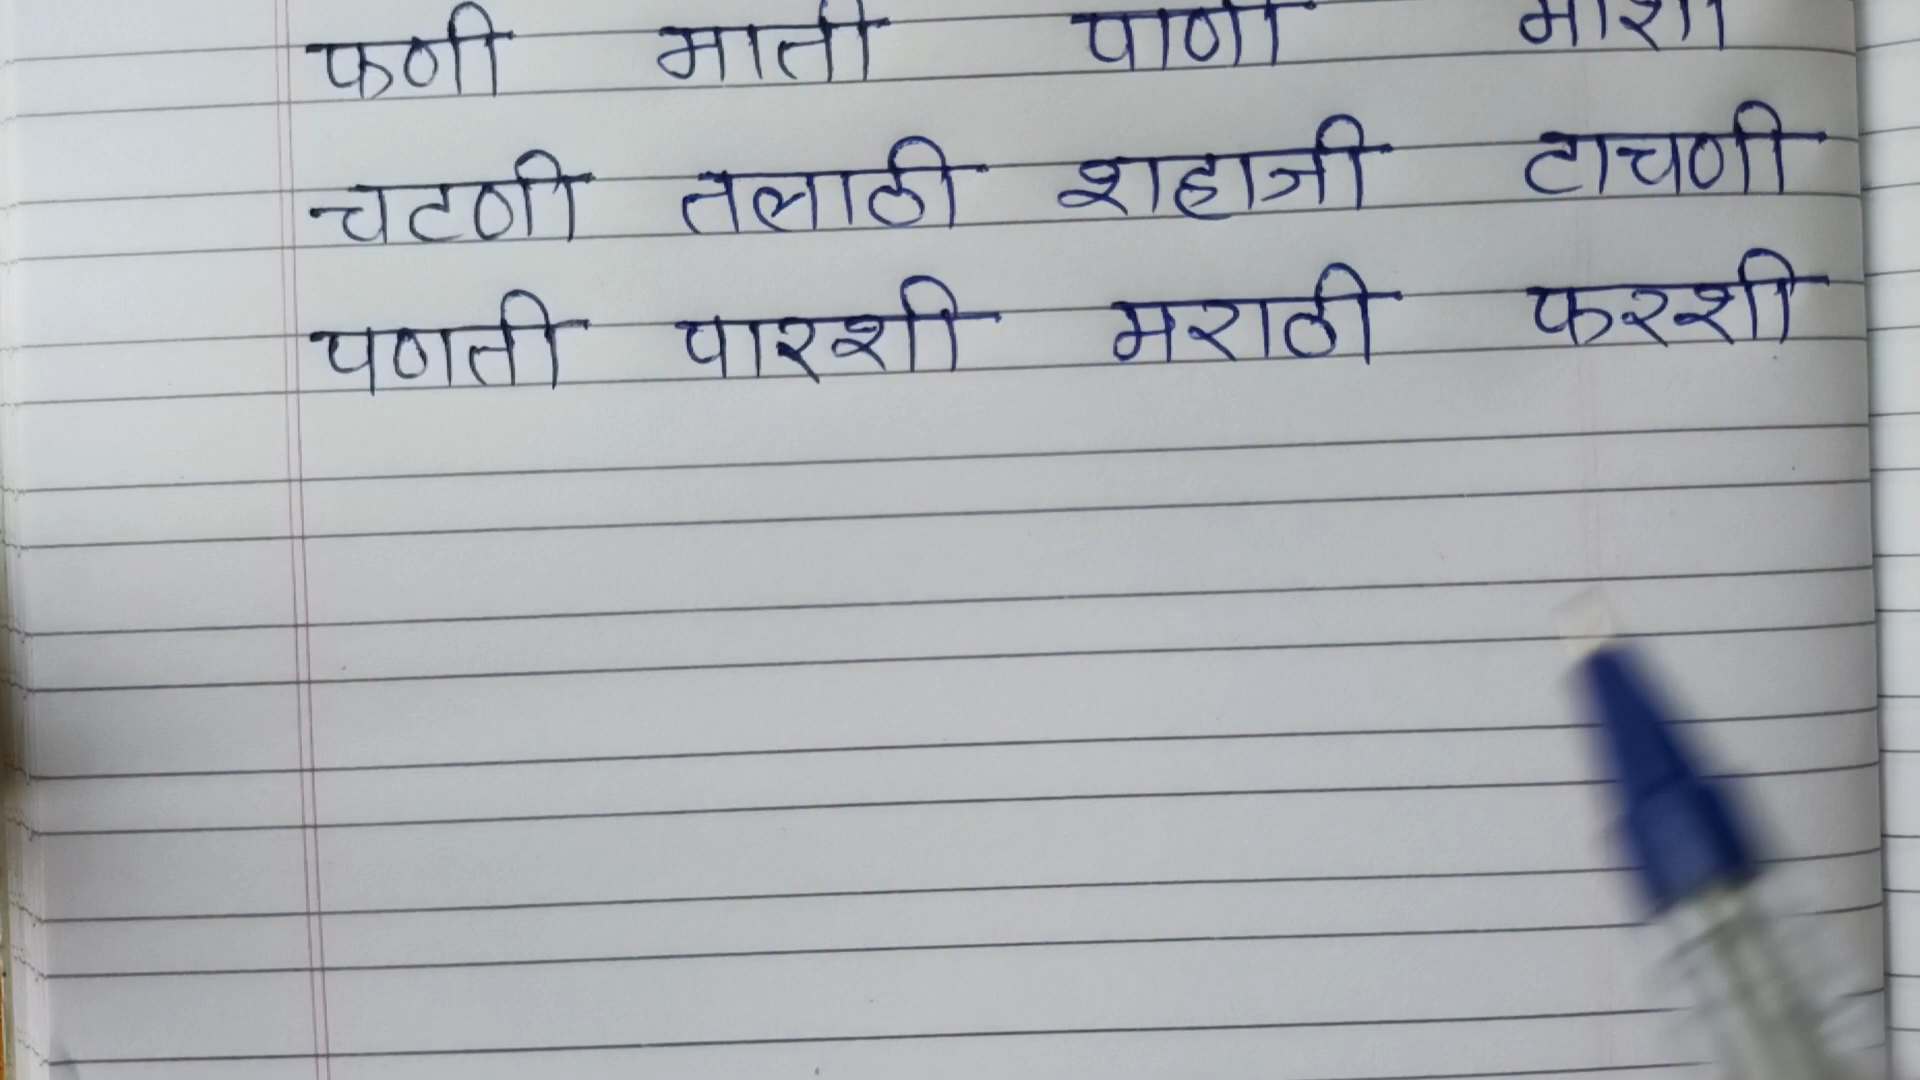 फणी माती पाणी माशी
चटणी तलाठी शहाजी टाचणी
पणती पारशी मराठी फरशी